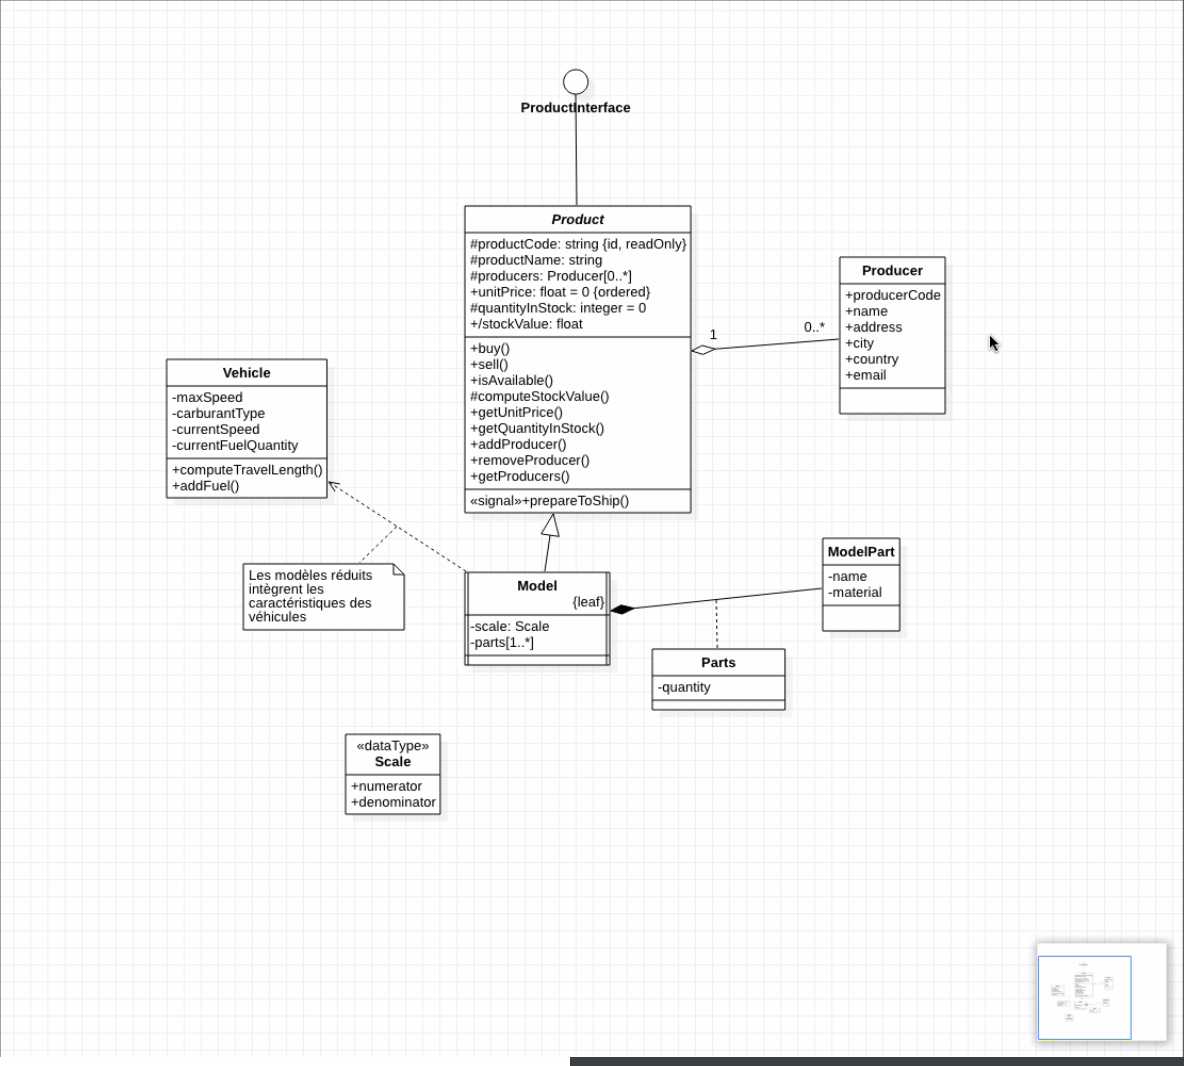 ProductInterface
Product
#productCode: string {id, readOnly}
#productName: string
#producers: Producer[0..*]
+unitPrice: float = 0 {ordered}
#quantityInStock: integer = 0
+/stockValue: float
+buy()
+sell()
+isAvailable()
#computeStockValue()
+getUnitPrice()
+getQuantityInStock()
+addProducer()
+removeProducer()
+getProducers()
«signal»+prepareToShip()
1
0..*
Producer
+producerCode
+name
+address
+city
+country
+email
Vehicle
-maxSpeed
-carburantType
-currentSpeed
-currentFuelQuantity
+computeTravelLength()
+addFuel()
Les modèles réduits
intègrent les
caractéristiques des
véhicules
Model
{leaf}
-scale: Scale
-parts[1..*]
ModelPart
-name
-material
Parts
-quantity
«dataType»
Scale
+numerator
+denominator